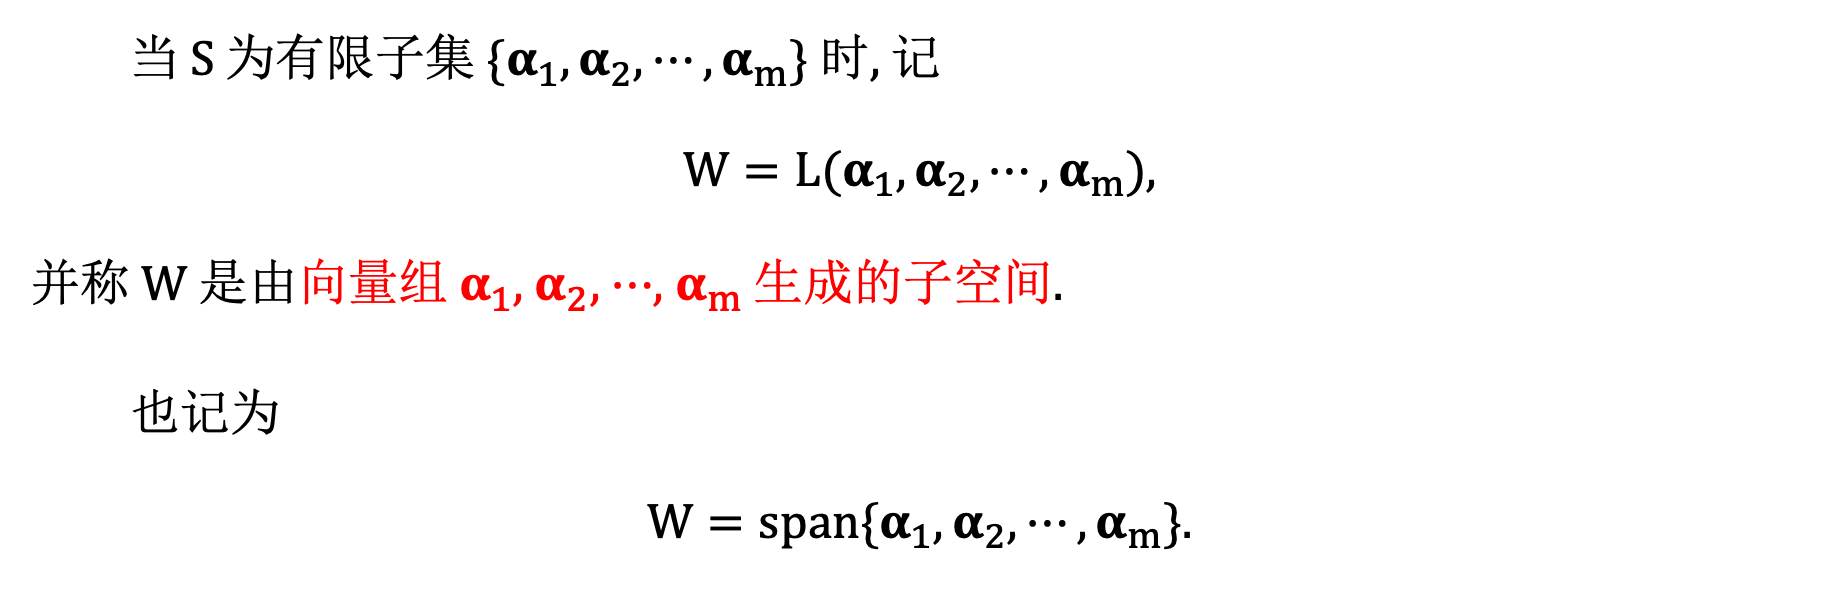 当 S 为有限子集 {𝛂₁, 𝛂₂, ⋯ , 𝛂ₘ} 时, 记
W = L(𝛂₁, 𝛂₂, ⋯ , 𝛂ₘ),
并称 W 是由向量组 𝛂₁, 𝛂₂, ⋯, 𝛂ₘ 生成的子空间.
也记为
W = span{𝛂₁, 𝛂₂, ⋯ , 𝛂ₘ}.